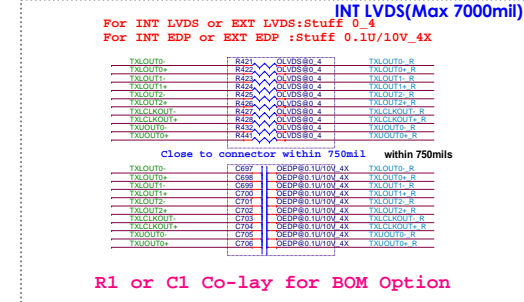 INT LVDS(Max 7000mil)
For INT LVDS or EXT LVDS:Stuff 0_4
For INT EDP or EXT EDP :Stuff 0.1U/10V_4X
TXLOUT0- R421 OLVDS@0_4 TXLOUT0-_R
TXLOUT0+ R422 OLVDS@0_4 TXLOUT0+_R
TXLOUT1- R423 OLVDS@0_4 TXLOUT1-_R
TXLOUT1+ R424 OLVDS@0_4 TXLOUT1+_R
TXLOUT2- R425 OLVDS@0_4 TXLOUT2-_R
TXLOUT2+ R426 OLVDS@0_4 TXLOUT2+_R
TXLCLKOUT- R427 OLVDS@0_4 TXLCLKOUT-_R
TXLCLKOUT+ R428 OLVDS@0_4 TXLCLKOUT+_R
TXUOUT0- R432 OLVDS@0_4 TXUOUT0-_R
TXUOUT0+ R441 OLVDS@0_4 TXUOUT0+_R
Close to connector within 750mil within 750mils
TXLOUT0- C697 OEDP@0.1U/10V_4X TXLOUT0-_R
TXLOUT0+ C698 OEDP@0.1U/10V_4X TXLOUT0+_R
TXLOUT1- C699 OEDP@0.1U/10V_4X TXLOUT1-_R
TXLOUT1+ C700 OEDP@0.1U/10V_4X TXLOUT1+_R
TXLOUT2- C701 OEDP@0.1U/10V_4X TXLOUT2-_R
TXLOUT2+ C702 OEDP@0.1U/10V_4X TXLOUT2+_R
TXLCLKOUT- C703 OEDP@0.1U/10V_4X TXLCLKOUT-_R
TXLCLKOUT+ C704 OEDP@0.1U/10V_4X TXLCLKOUT+_R
TXUOUT0- C705 OEDP@0.1U/10V_4X TXUOUT0-_R
TXUOUT0+ C706 OEDP@0.1U/10V_4X TXUOUT0+_R
R1 or C1 Co-lay for BOM Option